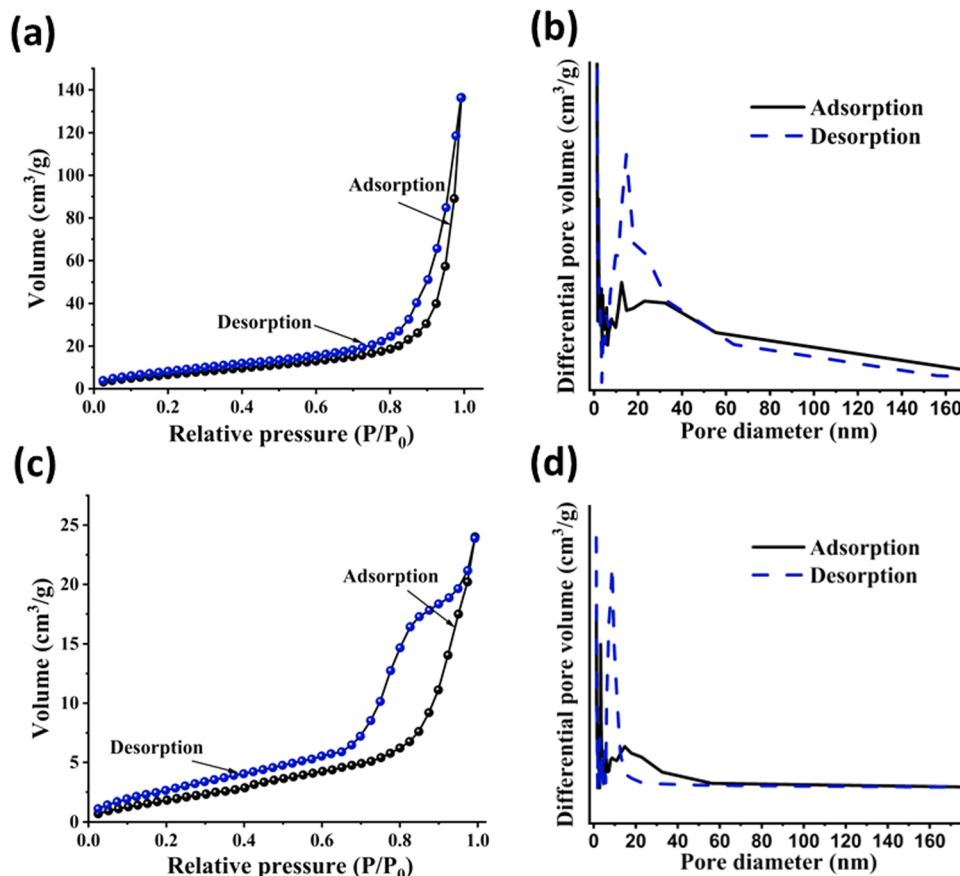 (a)
Volume (cm³/g)
140
120
100
80
60
40
20
0
Adsorption
Desorption
0.0 0.2 0.4 0.6 0.8 1.0
Relative pressure (P/P₀)
(b)
Differential pore volume (cm³/g)
Adsorption
Desorption
0 20 40 60 80 100 120 140 160
Pore diameter (nm)
(c)
Volume (cm³/g)
25
20
15
10
5
0
Adsorption
Desorption
0.0 0.2 0.4 0.6 0.8 1.0
Relative pressure (P/P₀)
(d)
Differential pore volume (cm³/g)
Adsorption
Desorption
0 20 40 60 80 100 120 140 160
Pore diameter (nm)